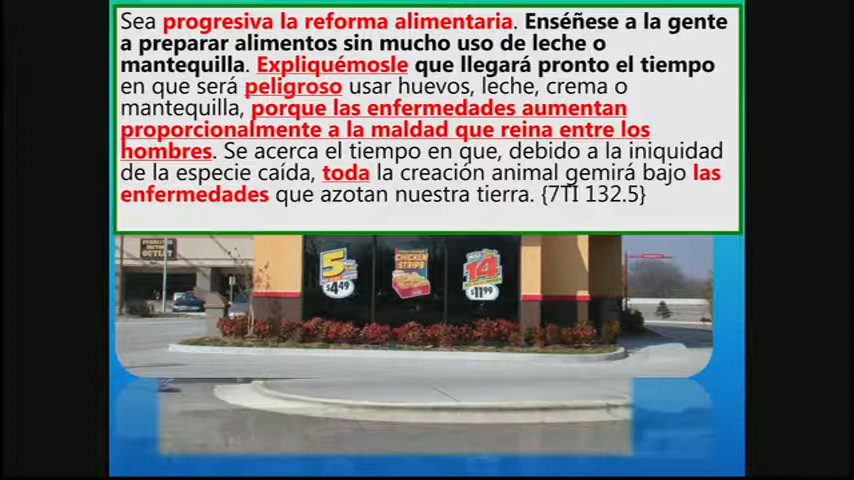 Sea progresiva la reforma alimentaria. Enséñese a la gente
a preparar alimentos sin mucho uso de leche o
mantequilla. Expliquémosle que llegará pronto el tiempo
en que será peligroso usar huevos, leche, crema o
mantequilla, porque las enfermedades aumentan
proporcionalmente a la maldad que reina entre los
hombres. Se acerca el tiempo en que, debido a la iniquidad
de la especie caída, toda la creación animal gemirá bajo las
enfermedades que azotan nuestra tierra. {7TI 132.5}
OUTLET
5
$4.49
CHICKEN
STRIPS
14
$11.99